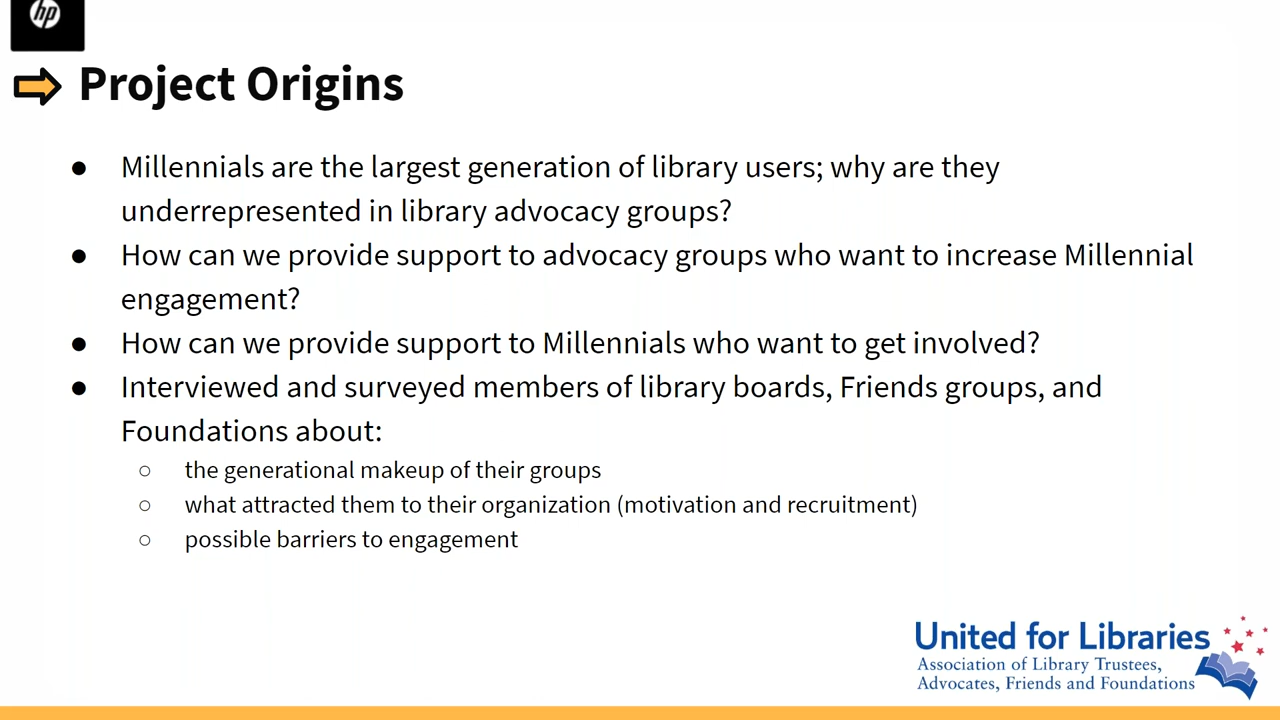 hp
Project Origins
● Millennials are the largest generation of library users; why are they
underrepresented in library advocacy groups?
● How can we provide support to advocacy groups who want to increase Millennial
engagement?
● How can we provide support to Millennials who want to get involved?
● Interviewed and surveyed members of library boards, Friends groups, and
Foundations about:
○ the generational makeup of their groups
○ what attracted them to their organization (motivation and recruitment)
○ possible barriers to engagement
United for Libraries
Association of Library Trustees,
Advocates, Friends and Foundations